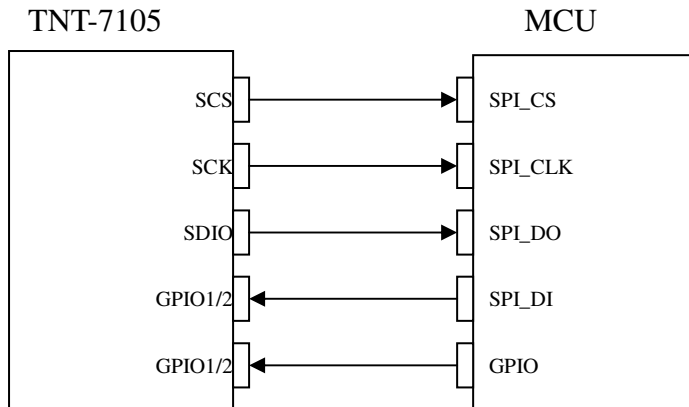 TNT-7105 MCU
SCS SPI_CS
SCK SPI_CLK
SDIO SPI_DO
GPIO1/2 SPI_DI
GPIO1/2 GPIO